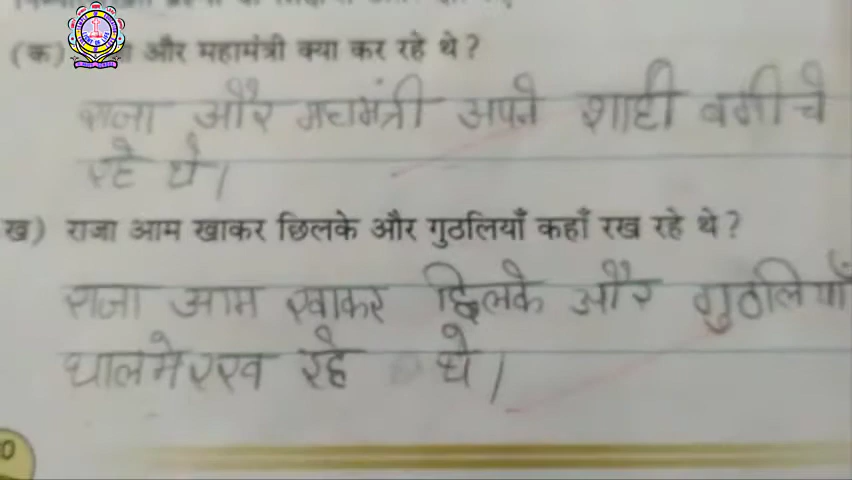 (क) और महामंत्री क्या कर रहे थे?
राजा और महामंत्री अपने शाही बगीचे
रहे थे।
ख) राजा आम खाकर छिलके और गुठलियाँ कहाँ रख रहे थे?
राजा आम खाकर छिलके और गुठलियाँ
थालमे रख रहे थे।